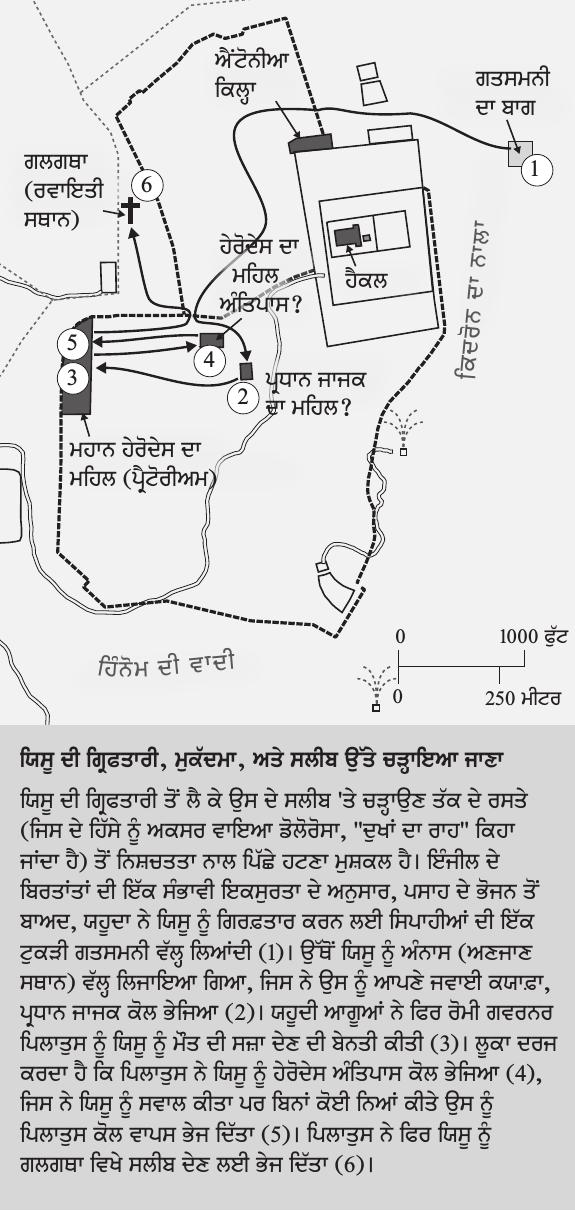 ਐਂਟੋਨੀਆ
ਕਿਲ੍ਹਾ
ਗਤਸਮਨੀ
ਦਾ ਬਾਗ
1
ਗਲਗਥਾ
(ਰਵਾਇਤੀ
ਸਥਾਨ)
6
ਹੇਰੋਦੇਸ ਦਾ
ਮਹਿਲ
ਅੰਤਿਪਾਸ?
ਹੈਕਲ
ਕਿਦਰੋਨ ਦਾ ਨਾਲਾ
5
4
3
2
ਪ੍ਰਧਾਨ ਜਾਜਕ
ਦਾ ਮਹਿਲ?
ਮਹਾਨ ਹੇਰੋਦੇਸ ਦਾ
ਮਹਿਲ (ਪ੍ਰੈਟੋਰੀਅਮ)
ਹਿੰਨੋਮ ਦੀ ਵਾਦੀ
0
1000 ਫੁੱਟ
0
250 ਮੀਟਰ
ਯਿਸੂ ਦੀ ਗ੍ਰਿਫਤਾਰੀ, ਮੁਕੱਦਮਾ, ਅਤੇ ਸਲੀਬ ਉੱਤੇ ਚੜ੍ਹਾਇਆ ਜਾਣਾ
ਯਿਸੂ ਦੀ ਗ੍ਰਿਫਤਾਰੀ ਤੋਂ ਲੈ ਕੇ ਉਸ ਦੇ ਸਲੀਬ 'ਤੇ ਚੜ੍ਹਾਉਣ ਤੱਕ ਦੇ ਰਸਤੇ
(ਜਿਸ ਦੇ ਹਿੱਸੇ ਨੂੰ ਅਕਸਰ ਵਾਇਆ ਡੋਲੋਰੋਸਾ, "ਦੁਖਾਂ ਦਾ ਰਾਹ" ਕਿਹਾ
ਜਾਂਦਾ ਹੈ) ਤੋਂ ਨਿਸ਼ਚਤਤਾ ਨਾਲ ਪਿੱਛੇ ਹਟਣਾ ਮੁਸ਼ਕਲ ਹੈ। ਇੰਜੀਲ ਦੇ
ਬਿਰਤਾਂਤਾਂ ਦੀ ਇੱਕ ਸੰਭਾਵੀ ਇਕਸੁਰਤਾ ਦੇ ਅਨੁਸਾਰ, ਪਸਾਹ ਦੇ ਭੋਜਨ ਤੋਂ
ਬਾਅਦ, ਯਹੂਦਾ ਨੇ ਯਿਸੂ ਨੂੰ ਗਿਰਫ਼ਤਾਰ ਕਰਨ ਲਈ ਸਿਪਾਹੀਆਂ ਦੀ ਇੱਕ
ਟੁਕੜੀ ਗਤਸਮਨੀ ਵੱਲ੍ਹ ਲਿਆਂਦੀ (1)। ਉੱਥੋਂ ਯਿਸੂ ਨੂੰ ਅੰਨਾਸ (ਅਣਜਾਣ
ਸਥਾਨ) ਵੱਲ੍ਹ ਲਿਜਾਇਆ ਗਿਆ, ਜਿਸ ਨੇ ਉਸ ਨੂੰ ਆਪਣੇ ਜਵਾਈ ਕਯਾਫ਼ਾ,
ਪ੍ਰਧਾਨ ਜਾਜਕ ਕੋਲ ਭੇਜਿਆ (2)। ਯਹੂਦੀ ਆਗੂਆਂ ਨੇ ਫਿਰ ਰੋਮੀ ਗਵਰਨਰ
ਪਿਲਾਤੁਸ ਨੂੰ ਯਿਸੂ ਨੂੰ ਮੌਤ ਦੀ ਸਜ਼ਾ ਦੇਣ ਦੀ ਬੇਨਤੀ ਕੀਤੀ (3)। ਲੂਕਾ ਦਰਜ
ਕਰਦਾ ਹੈ ਕਿ ਪਿਲਾਤੁਸ ਨੇ ਯਿਸੂ ਨੂੰ ਹੇਰੋਦੇਸ ਅੰਤਿਪਾਸ ਕੋਲ ਭੇਜਿਆ (4),
ਜਿਸ ਨੇ ਯਿਸੂ ਨੂੰ ਸਵਾਲ ਕੀਤਾ ਪਰ ਬਿਨਾਂ ਕੋਈ ਨਿਆਂ ਕੀਤੇ ਉਸ ਨੂੰ
ਪਿਲਾਤੁਸ ਕੋਲ ਵਾਪਸ ਭੇਜ ਦਿੱਤਾ (5)। ਪਿਲਾਤੁਸ ਨੇ ਫਿਰ ਯਿਸੂ ਨੂੰ
ਗਲਗਥਾ ਵਿਖੇ ਸਲੀਬ ਦੇਣ ਲਈ ਭੇਜ ਦਿੱਤਾ (6)।